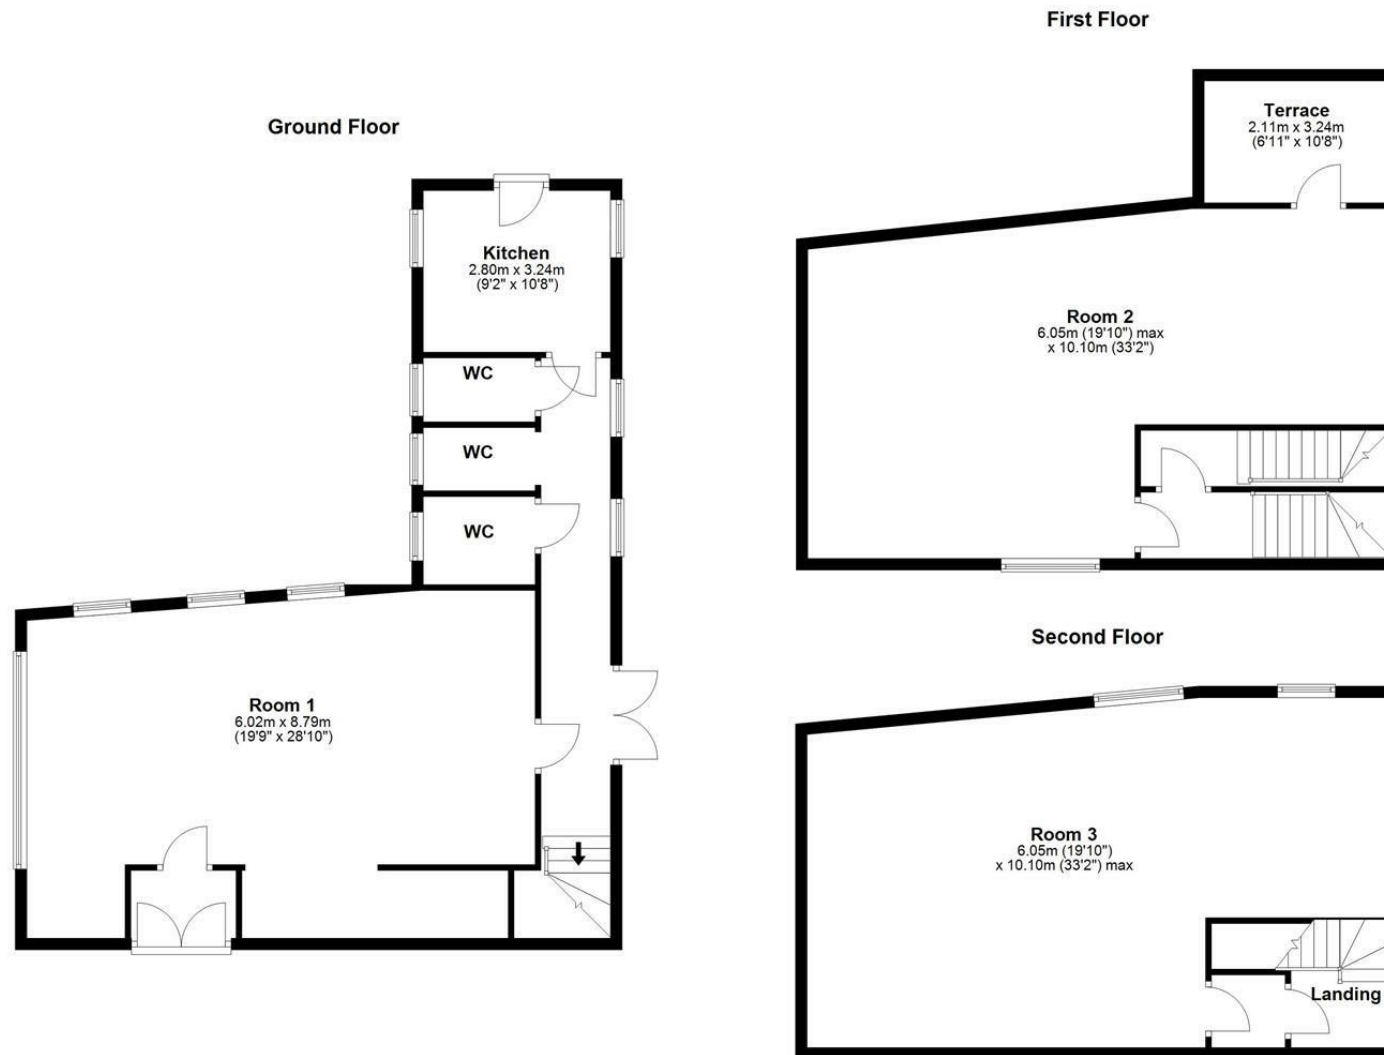 Ground Floor
Kitchen
2.80m x 3.24m
(9'2" x 10'8")
WC
WC
WC
Room 1
6.02m x 8.79m
(19'9" x 28'10")
First Floor
Terrace
2.11m x 3.24m
(6'11" x 10'8")
Room 2
6.05m (19'10") max
x 10.10m (33'2")
Second Floor
Room 3
6.05m (19'10")
x 10.10m (33'2") max
Landing